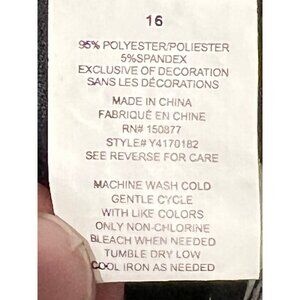 16
95% POLYESTER/POLIESTER
5%SPANDEX
EXCLUSIVE OF DECORATION
SANS LES DÉCORATIONS
MADE IN CHINA
FABRIQUÉ EN CHINE
RN# 150877
STYLE# Y4170182
SEE REVERSE FOR CARE
MACHINE WASH COLD
GENTLE CYCLE
WITH LIKE COLORS
ONLY NON-CHLORINE
BLEACH WHEN NEEDED
TUMBLE DRY LOW
COOL IRON AS NEEDED